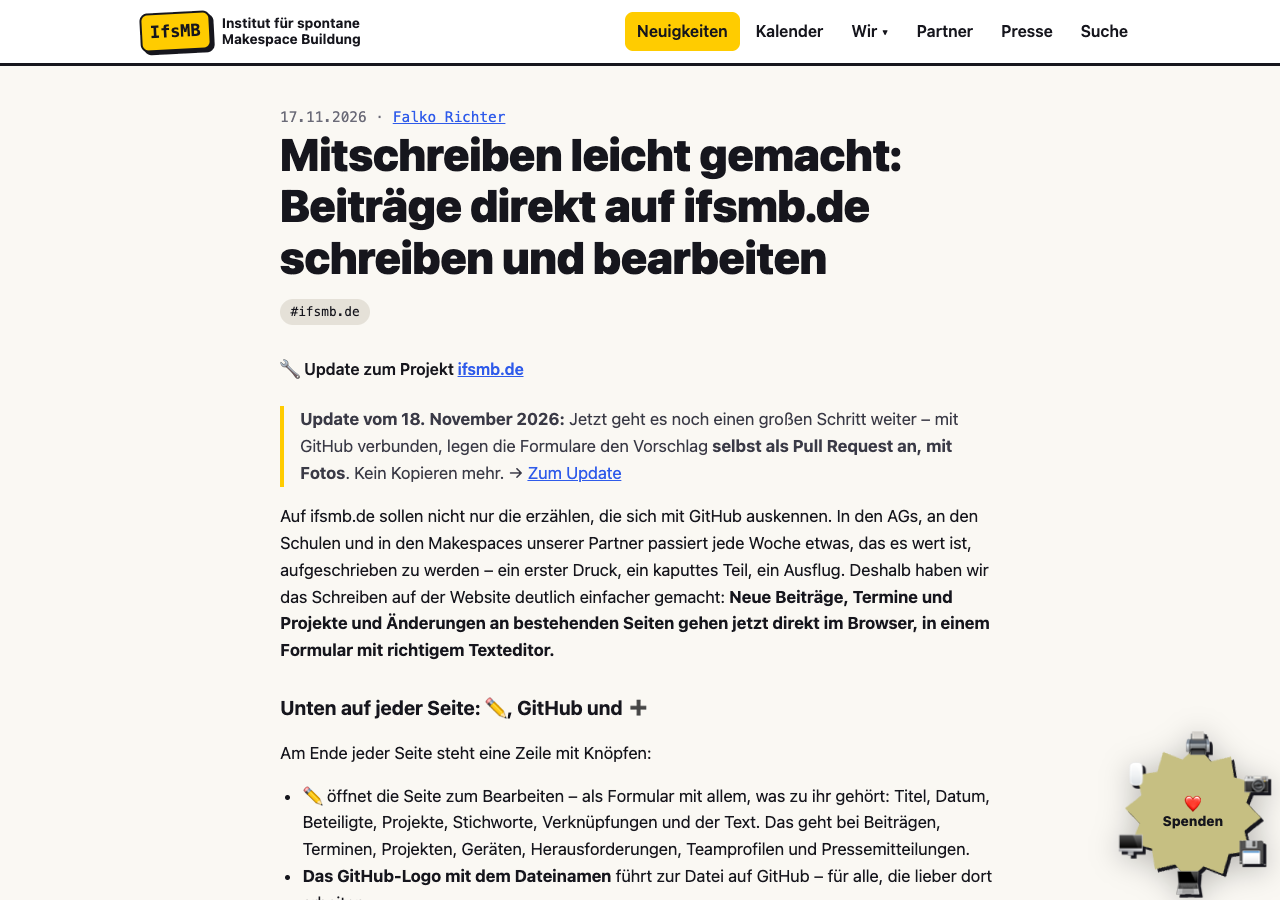 IfsMB
Institut für spontane
Makespace Buildung
Neuigkeiten
Kalender
Wir ▾
Partner
Presse
Suche
17.11.2026 · Falko Richter
Mitschreiben leicht gemacht:
Beiträge direkt auf ifsmb.de
schreiben und bearbeiten
#ifsmb.de
🔧 Update zum Projekt ifsmb.de
Update vom 18. November 2026: Jetzt geht es noch einen großen Schritt weiter – mit
GitHub verbunden, legen die Formulare den Vorschlag selbst als Pull Request an, mit
Fotos. Kein Kopieren mehr. → Zum Update
Auf ifsmb.de sollen nicht nur die erzählen, die sich mit GitHub auskennen. In den AGs, an den
Schulen und in den Makespaces unserer Partner passiert jede Woche etwas, das es wert ist,
aufgeschrieben zu werden – ein erster Druck, ein kaputtes Teil, ein Ausflug. Deshalb haben wir
das Schreiben auf der Website deutlich einfacher gemacht: Neue Beiträge, Termine und
Projekte und Änderungen an bestehenden Seiten gehen jetzt direkt im Browser, in einem
Formular mit richtigem Texteditor.
Unten auf jeder Seite: ✏️, GitHub und ➕
Am Ende jeder Seite steht eine Zeile mit Knöpfen:
• ✏️ öffnet die Seite zum Bearbeiten – als Formular mit allem, was zu ihr gehört: Titel, Datum,
Beteiligte, Projekte, Stichworte, Verknüpfungen und der Text. Das geht bei Beiträgen,
Terminen, Projekten, Geräten, Herausforderungen, Teamprofilen und Pressemitteilungen.
• Das GitHub-Logo mit dem Dateinamen führt zur Datei auf GitHub – für alle, die lieber dort
❤️
Spenden